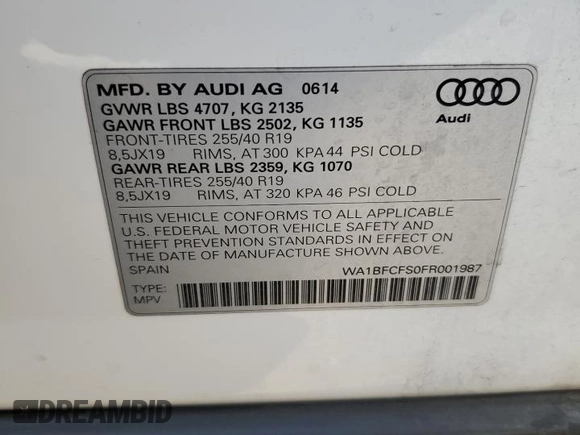 MFD. BY AUDI AG 0614
GVWR LBS 4707, KG 2135
GAWR FRONT LBS 2502, KG 1135
FRONT-TIRES 255/40 R19
8,5JX19 RIMS, AT 300 KPA 44 PSI COLD
GAWR REAR LBS 2359, KG 1070
REAR-TIRES 255/40 R19
8,5JX19 RIMS, AT 320 KPA 46 PSI COLD
Audi
THIS VEHICLE CONFORMS TO ALL APPLICABLE
U.S. FEDERAL MOTOR VEHICLE SAFETY AND
THEFT PREVENTION STANDARDS IN EFFECT ON
THE DATE OF MANUFACTURE SHOWN ABOVE.
SPAIN WA1BFCFS0FR001987
TYPE:
MPV
DREAMBID